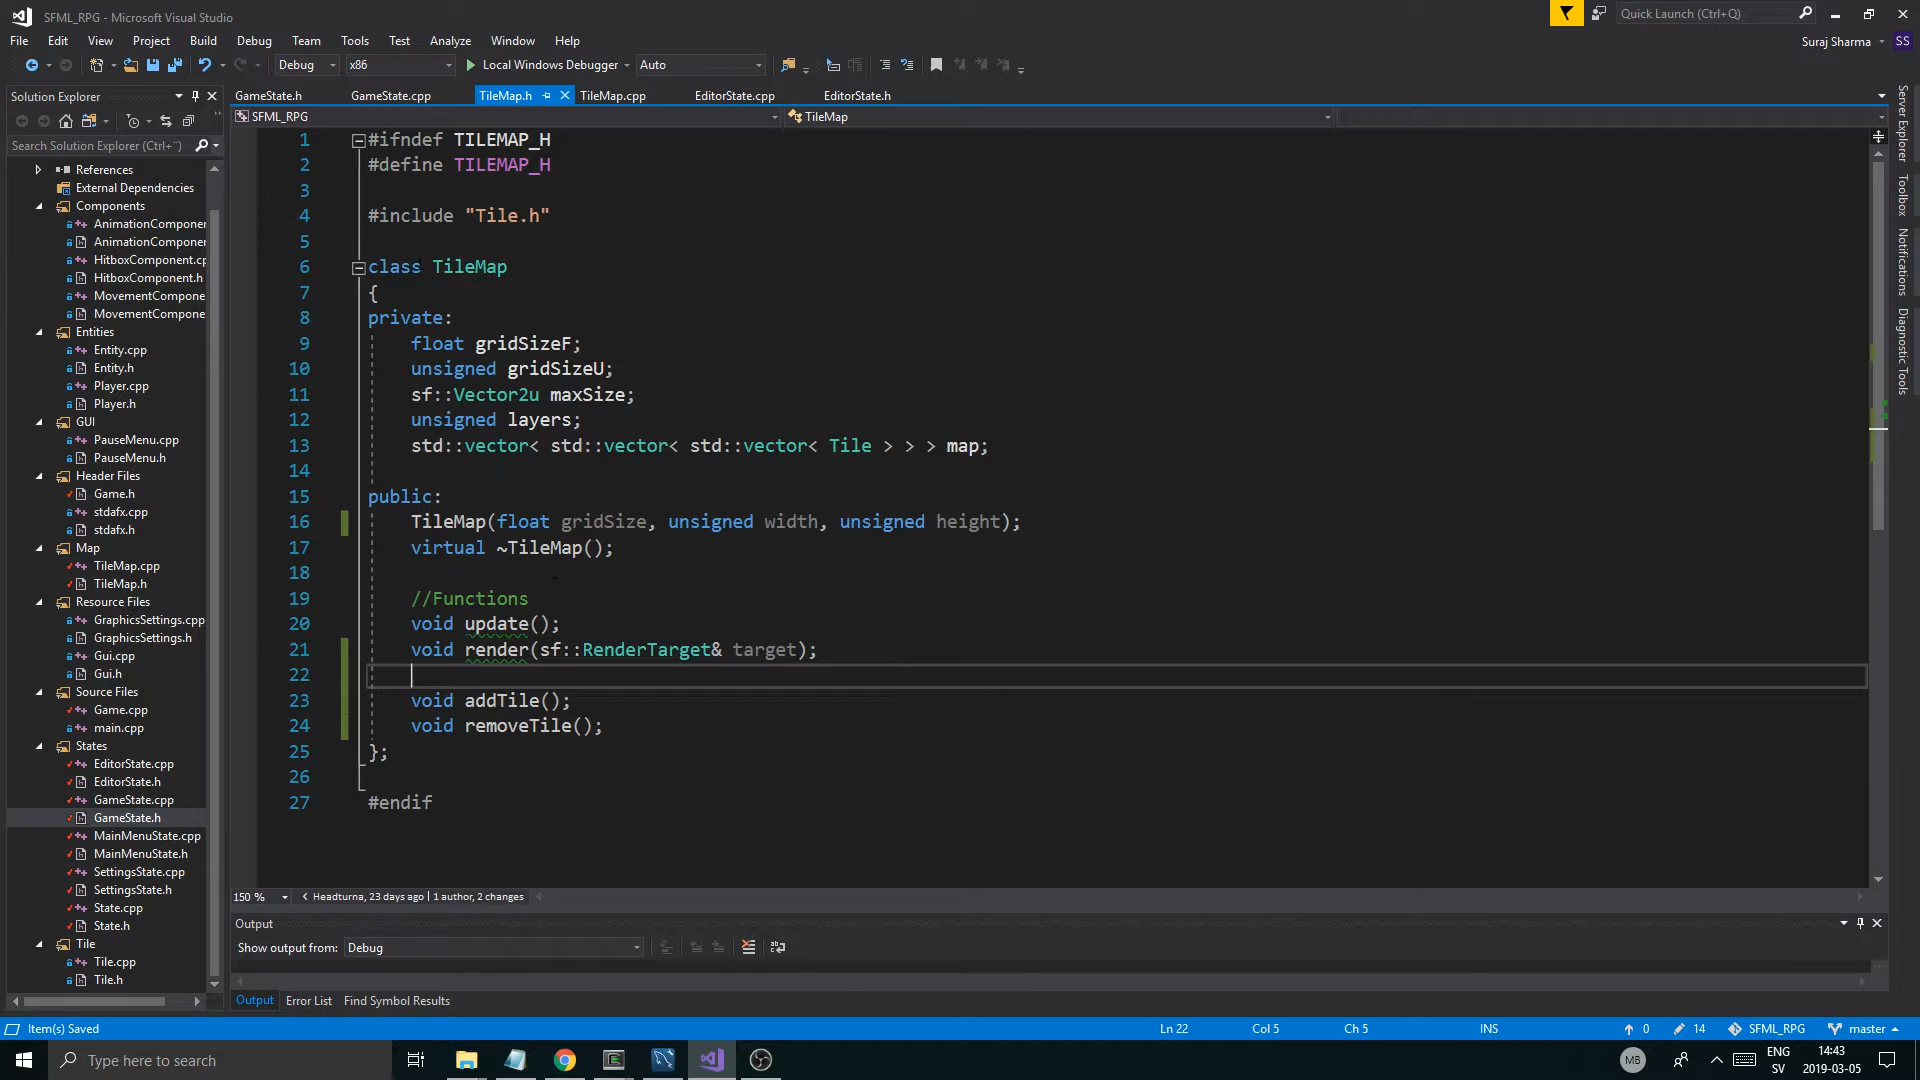 SFML_RPG - Microsoft Visual Studio
Quick Launch (Ctrl+Q)
File Edit View Project Build Debug Team Tools Test Analyze Window Help
Suraj Sharma SS
Debug x86 Local Windows Debugger Auto
Solution Explorer
GameState.h GameState.cpp TileMap.h TileMap.cpp EditorState.cpp EditorState.h
SFML_RPG TileMap
Search Solution Explorer (Ctrl+¨)
References
External Dependencies
Components
AnimationComponen
AnimationComponen
HitboxComponent.cp
HitboxComponent.h
MovementCompone
MovementCompone
Entities
Entity.cpp
Entity.h
Player.cpp
Player.h
GUI
PauseMenu.cpp
PauseMenu.h
Header Files
Game.h
stdafx.cpp
stdafx.h
Map
TileMap.cpp
TileMap.h
Resource Files
GraphicsSettings.cpp
GraphicsSettings.h
Gui.cpp
Gui.h
Source Files
Game.cpp
main.cpp
States
EditorState.cpp
EditorState.h
GameState.cpp
GameState.h
MainMenuState.cpp
MainMenuState.h
SettingsState.cpp
SettingsState.h
State.cpp
State.h
Tile
Tile.cpp
Tile.h
1 #ifndef TILEMAP_H
2 #define TILEMAP_H
3
4 #include "Tile.h"
5
6 class TileMap
7 {
8 private:
9 float gridSizeF;
10 unsigned gridSizeU;
11 sf::Vector2u maxSize;
12 unsigned layers;
13 std::vector< std::vector< std::vector< Tile > > > map;
14
15 public:
16 TileMap(float gridSize, unsigned width, unsigned height);
17 virtual ~TileMap();
18
19 //Functions
20 void update();
21 void render(sf::RenderTarget& target);
22
23 void addTile();
24 void removeTile();
25 };
26
27 #endif
Server Explorer
Toolbox
Notifications
Diagnostic Tools
150 % Headturna, 23 days ago | 1 author, 2 changes
Output
Show output from: Debug
Output Error List Find Symbol Results
Item(s) Saved Ln 22 Col 5 Ch 5 INS 0 14 SFML_RPG master
Type here to search
MB
ENG
SV
14:43
2019-03-05